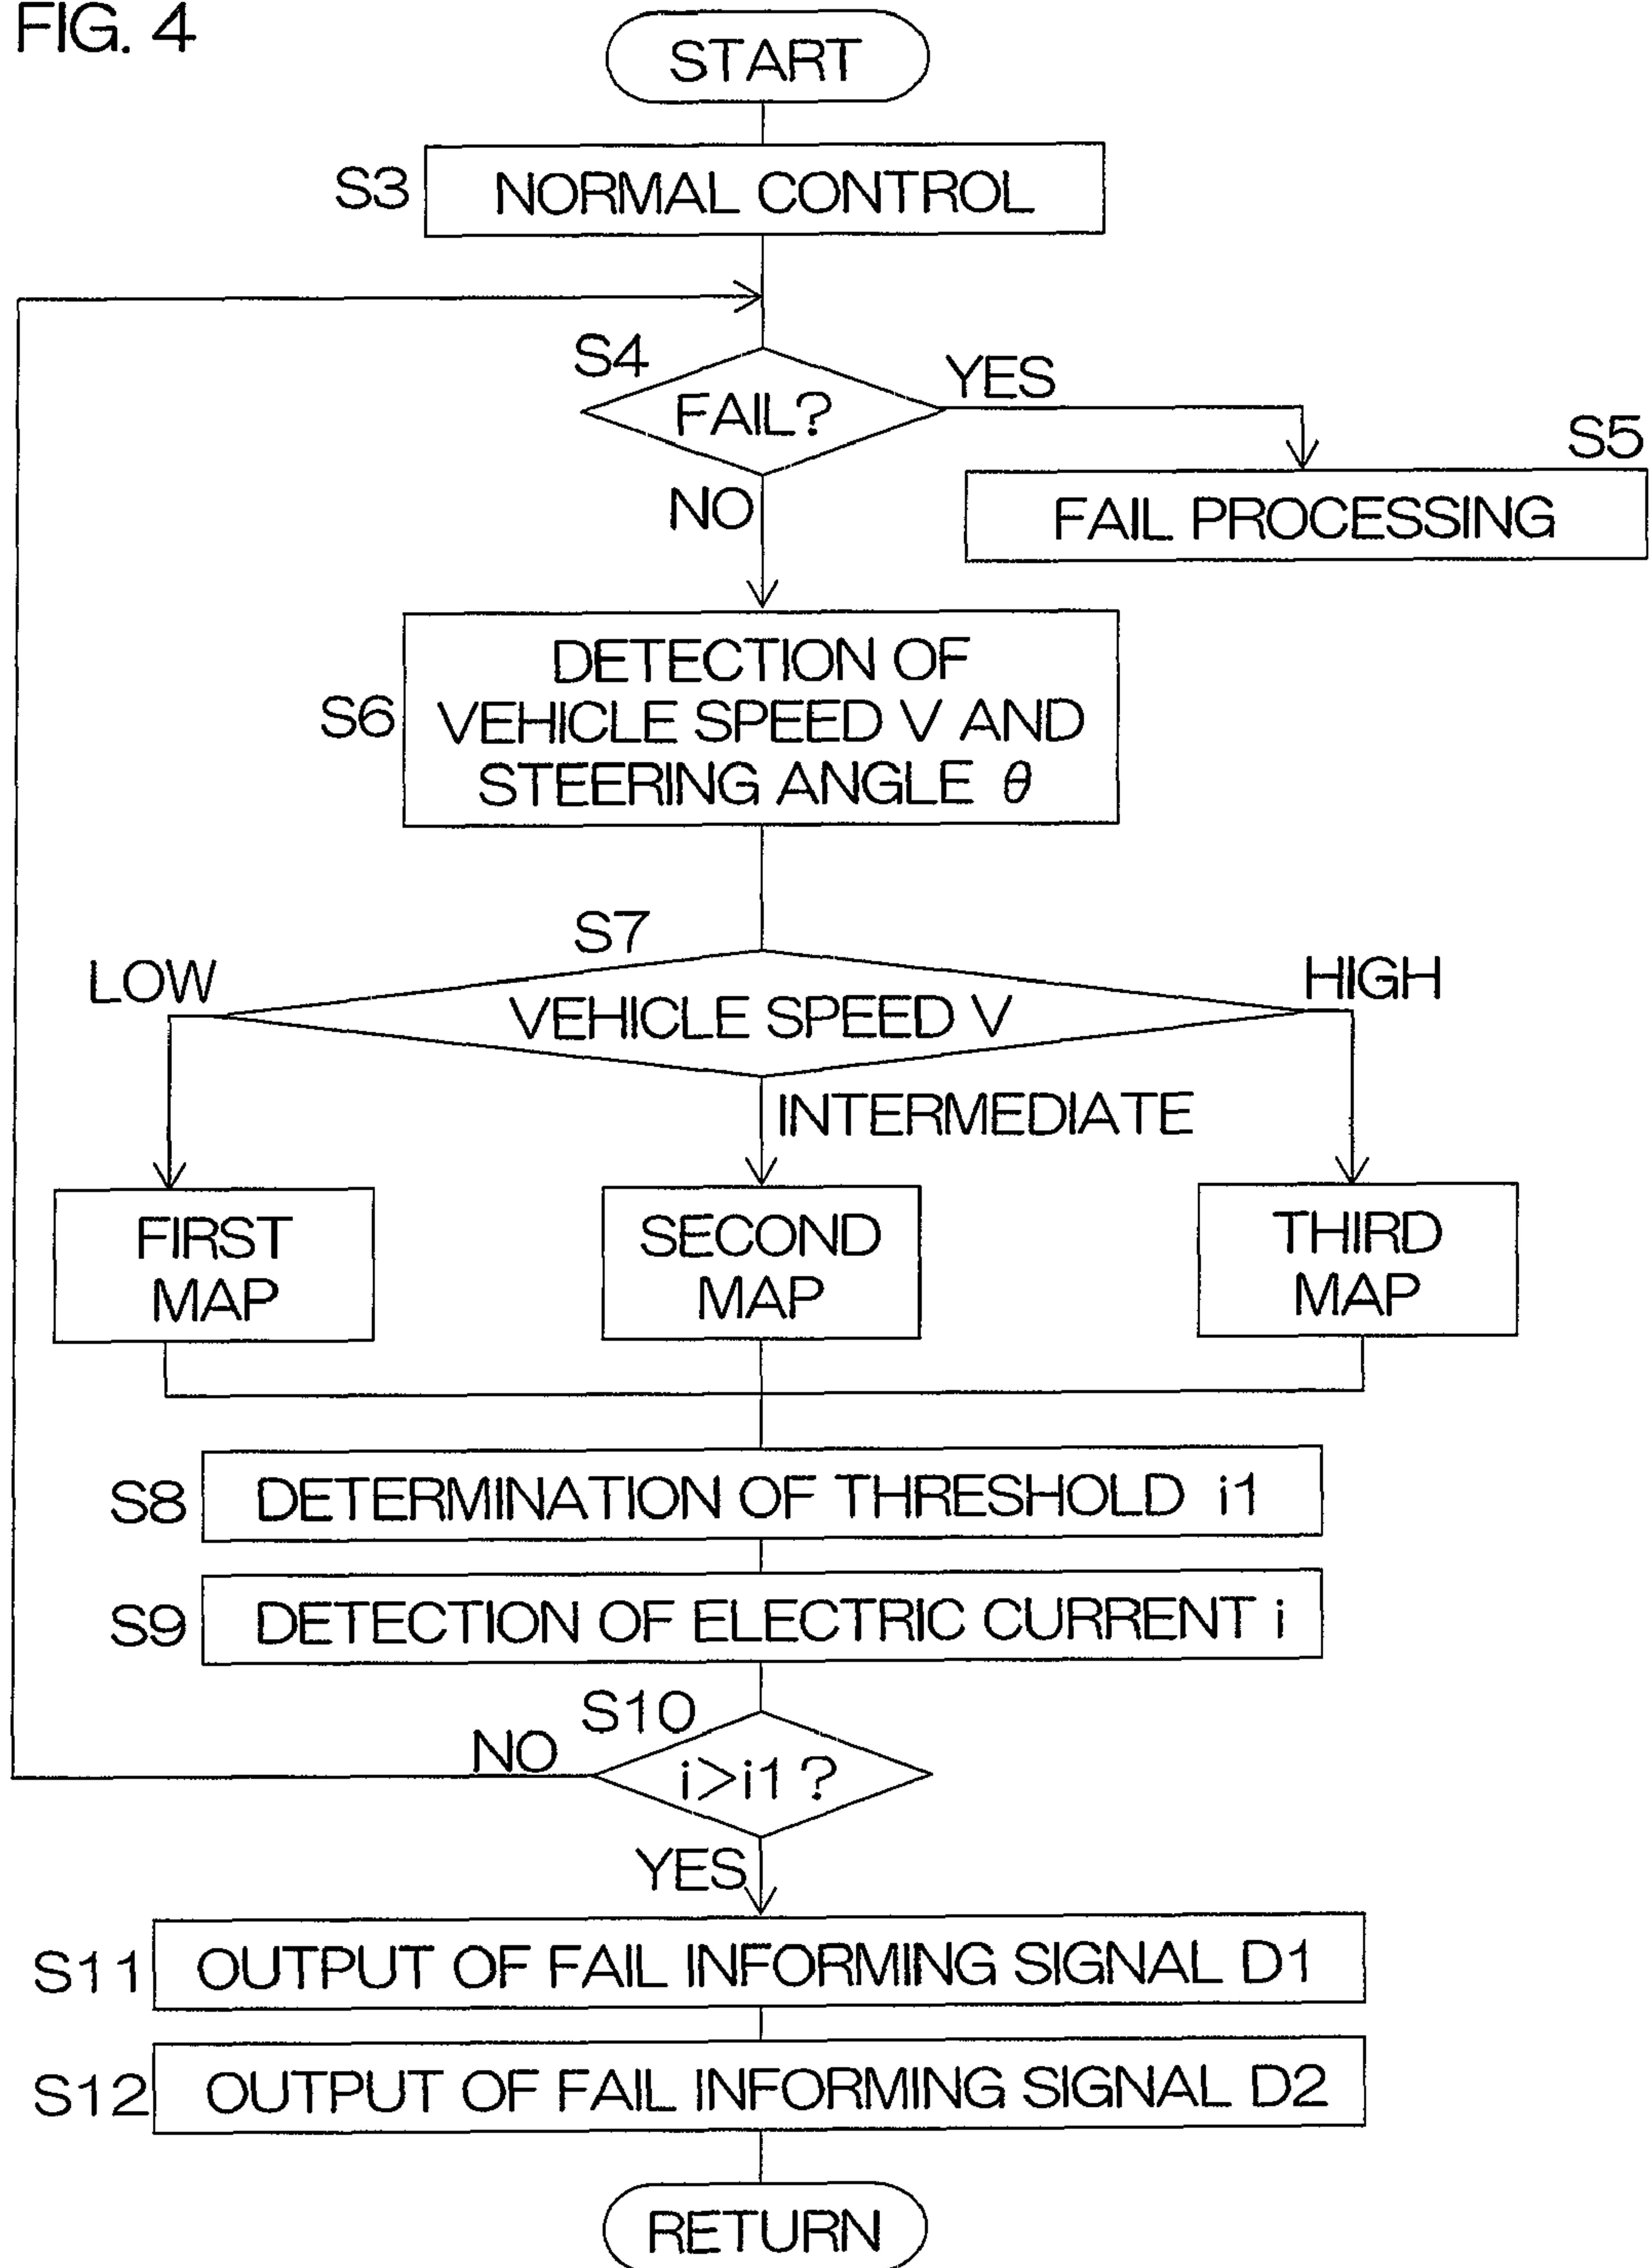 FIG. 4
START
S3
NORMAL CONTROL
S4
FAIL?
YES
S5
FAIL PROCESSING
NO
S6
DETECTION OF
VEHICLE SPEED V AND
STEERING ANGLE θ
S7
LOW
VEHICLE SPEED V
HIGH
INTERMEDIATE
FIRST
MAP
SECOND
MAP
THIRD
MAP
S8
DETERMINATION OF THRESHOLD i1
S9
DETECTION OF ELECTRIC CURRENT i
S10
NO
i>i1?
YES
S11
OUTPUT OF FAIL INFORMING SIGNAL D1
S12
OUTPUT OF FAIL INFORMING SIGNAL D2
RETURN